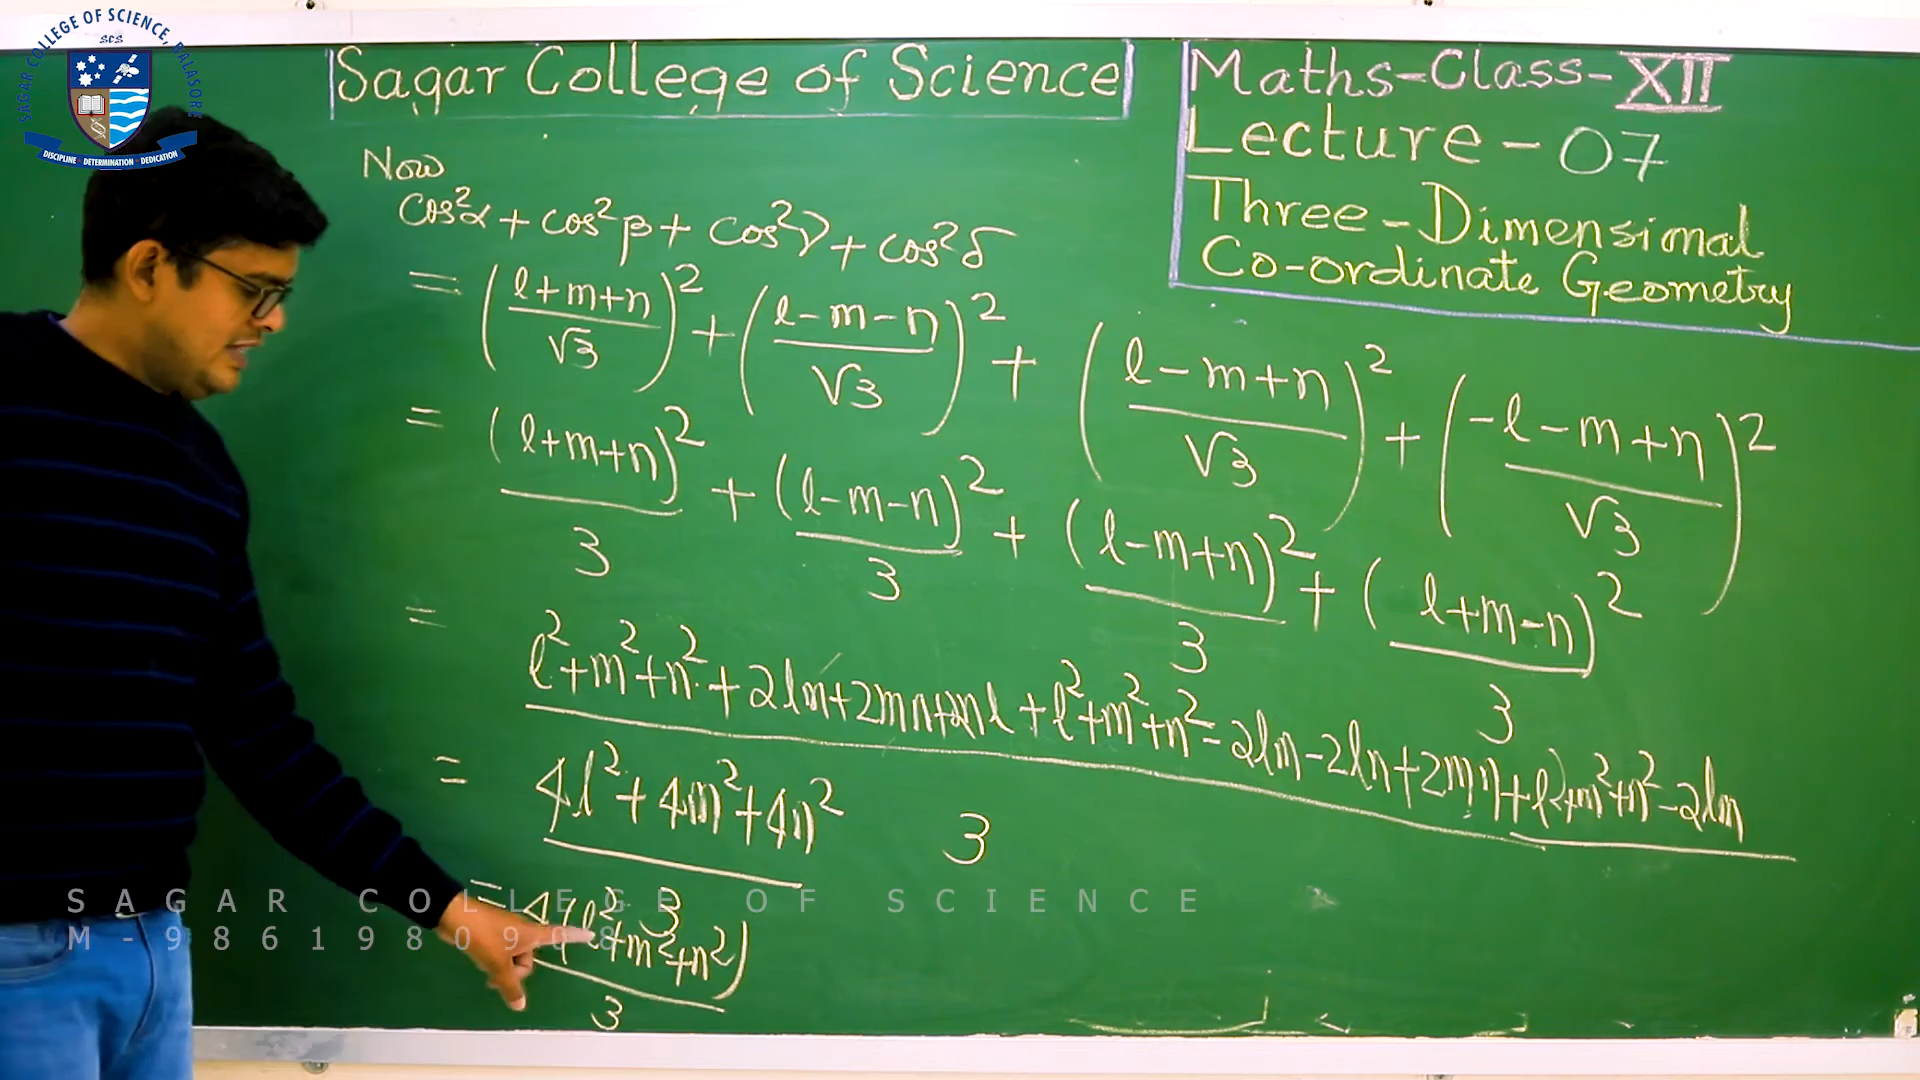 SAGAR COLLEGE OF SCIENCE, BALASORE
SCS
DISCIPLINE - DETERMINATION - DEDICATION
Sagar College of Science
Maths-Class-XII
Lecture-07
Three-Dimensional
Co-ordinate Geometry
Now
cos²α + cos²β + cos²γ + cos²δ
= ((l+m+n)/√3)² + ((l-m-n)/√3)² + ((l-m+n)/√3)² + ((-l-m+n)/√3)²
= (l+m+n)²/3 + (l-m-n)²/3 + (l-m+n)²/3 + (l+m-n)²/3
= l²+m²+n²+2lm+2mn+2nl+l²+m²+n²-2lm-2ln+2mn+l²+m²+n²-2lm
3
= (4l²+4m²+4n²)/3
= 4(l²+m²+n²)/3
SAGAR COLLEGE OF SCIENCE
M-9861980908